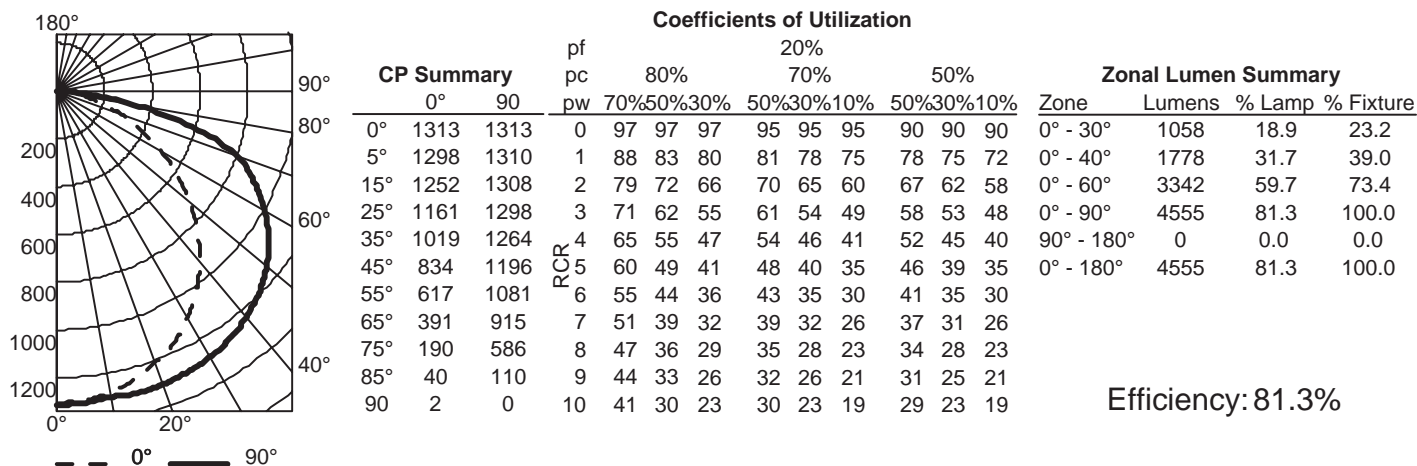 180°
90°
80°
60°
40°
20°
0°
200
400
600
800
1000
1200
0° 90°
CP Summary
0° 90
0° 1313 1313
5° 1298 1310
15° 1252 1308
25° 1161 1298
35° 1019 1264
45° 834 1196
55° 617 1081
65° 391 915
75° 190 586
85° 40 110
90 2 0
Coefficients of Utilization
pf 20%
pc 80% 70% 50%
pw 70%50%30% 50%30%10% 50%30%10%
RCR
0 97 97 97 95 95 95 90 90 90
1 88 83 80 81 78 75 78 75 72
2 79 72 66 70 65 60 67 62 58
3 71 62 55 61 54 49 58 53 48
4 65 55 47 54 46 41 52 45 40
5 60 49 41 48 40 35 46 39 35
6 55 44 36 43 35 30 41 35 30
7 51 39 32 39 32 26 37 31 26
8 47 36 29 35 28 23 34 28 23
9 44 33 26 32 26 21 31 25 21
10 41 30 23 30 23 19 29 23 19
Zonal Lumen Summary
Zone Lumens % Lamp % Fixture
0° - 30° 1058 18.9 23.2
0° - 40° 1778 31.7 39.0
0° - 60° 3342 59.7 73.4
0° - 90° 4555 81.3 100.0
90° - 180° 0 0.0 0.0
0° - 180° 4555 81.3 100.0
Efficiency: 81.3%